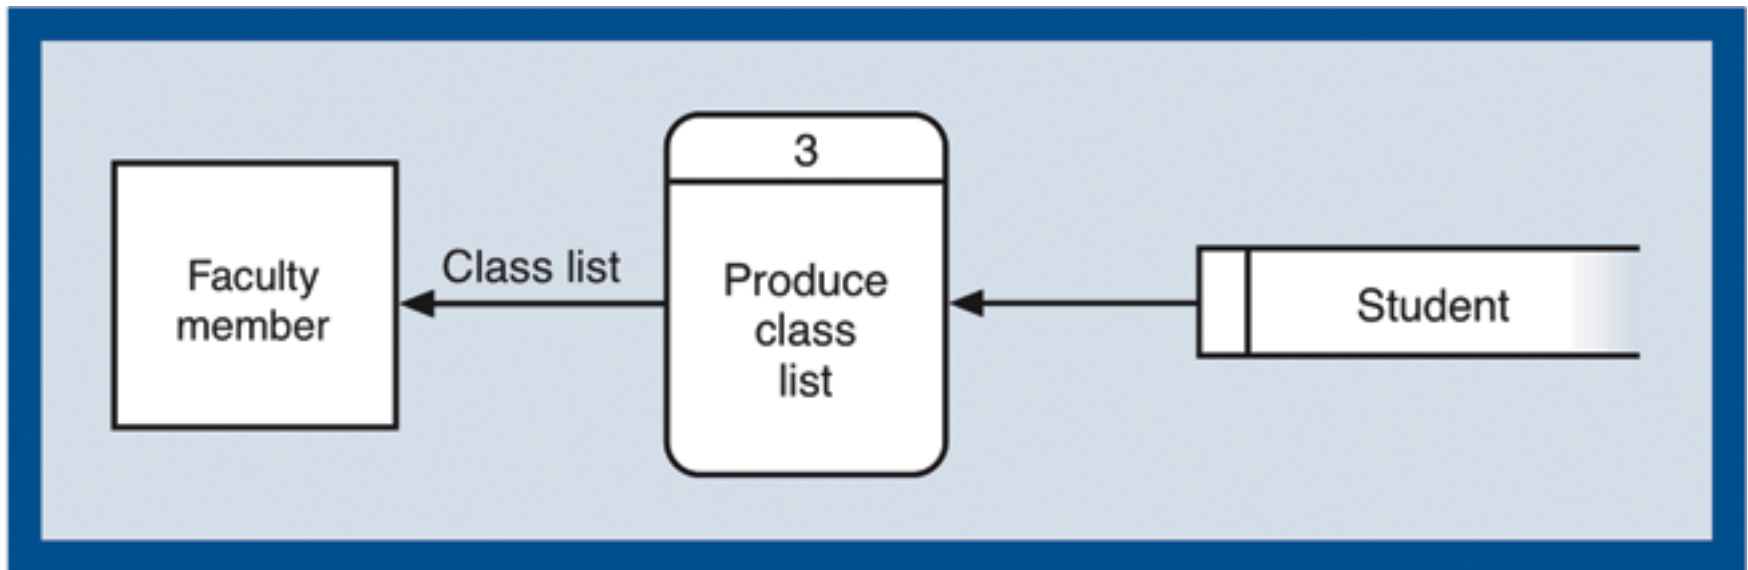 Faculty
member
Class list
3
Produce
class
list
Student